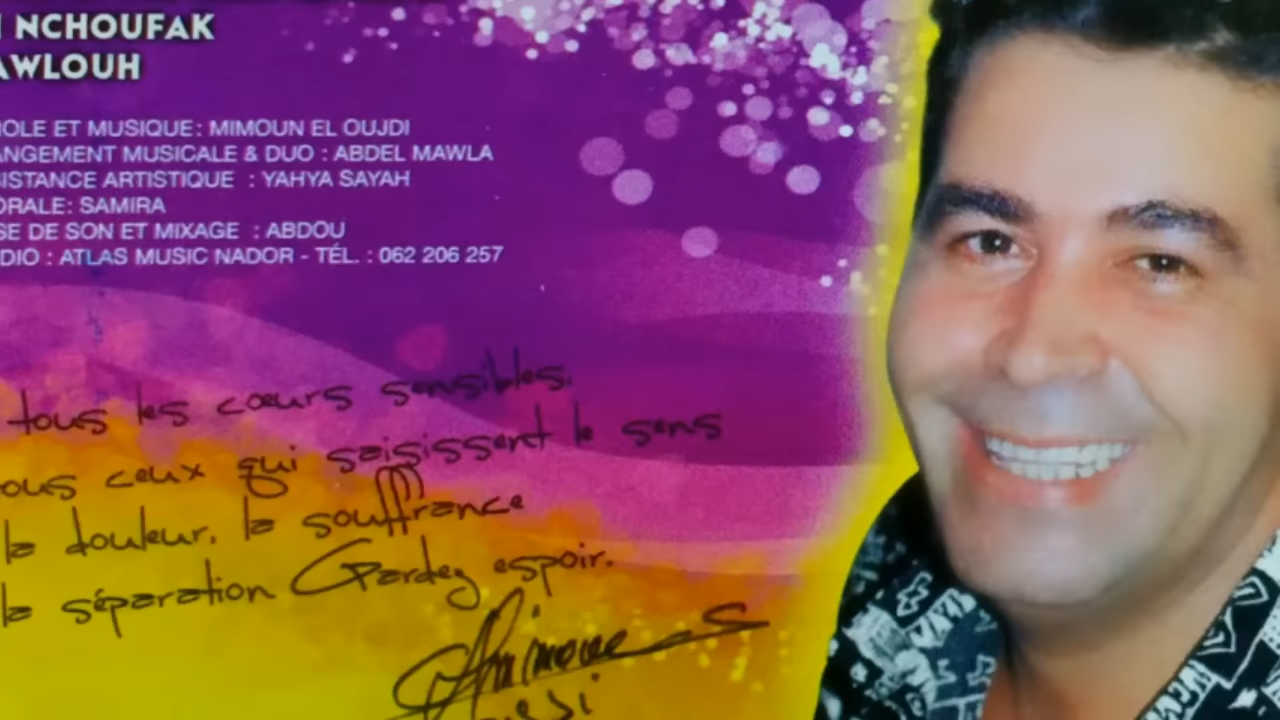 NCHOUFAK
AWLOUH
OLE ET MUSIQUE: MIMOUN EL OUJDI
ANGEMENT MUSICALE & DUO : ABDEL MAWLA
ISTANCE ARTISTIQUE : YAHYA SAYAH
ORALE: SAMIRA
SE DE SON ET MIXAGE : ABDOU
DIO : ATLAS MUSIC NADOR - TÉL. : 062 206 257
tous les cœurs sensibles,
ous ceux qui saisissent le sens
la douleur, la souffrance
la séparation Gardez espoir.